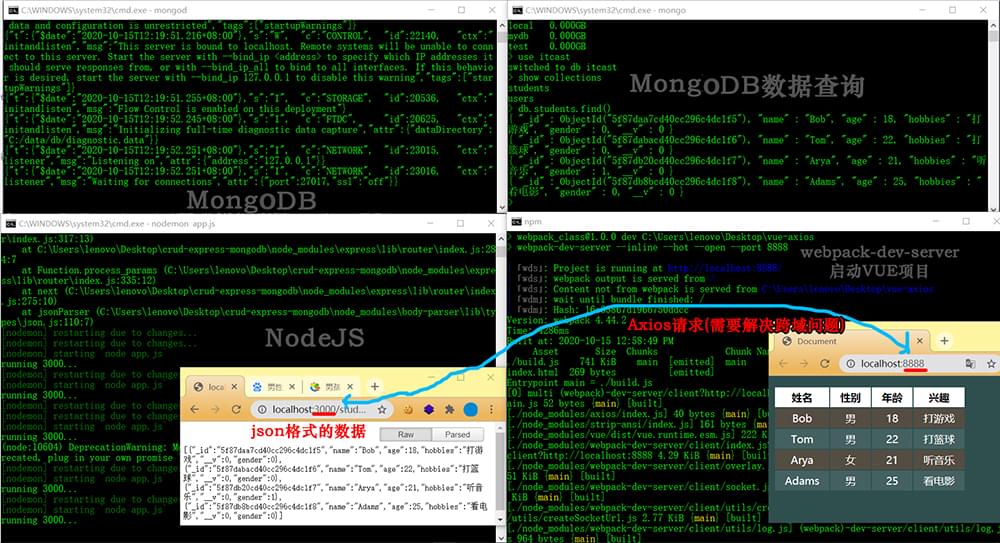 C:\WINDOWS\system32\cmd.exe - mongod
data and configuration is unrestricted","tags":["startupWarnings"]}
{"t":{"$date":"2020-10-15T12:19:51.216+08:00"},"s":"W", "c":"CONTROL", "id":22140, "ctx":"
initandlisten","msg":"This server is bound to localhost. Remote systems will be unable to conn
ect to this server. Start the server with --bind_ip <address> to specify which IP addresses it
should serve responses from, or with --bind_ip_all to bind to all interfaces. If this behavio
r is desired, start the server with --bind_ip 127.0.0.1 to disable this warning","tags":["star
tupWarnings"]}
{"t":{"$date":"2020-10-15T12:19:51.255+08:00"},"s":"I", "c":"STORAGE", "id":20536, "ctx":"
initandlisten","msg":"Flow Control is enabled on this deployment"}
{"t":{"$date":"2020-10-15T12:19:52.245+08:00"},"s":"I", "c":"FTDC", "id":20625, "ctx":"
initandlisten","msg":"Initializing full-time diagnostic data capture","attr":{"dataDirectory":
"C:/data/db/diagnostic.data"}}
{"t":{"$date":"2020-10-15T12:19:52.251+08:00"},"s":"I", "c":"NETWORK", "id":23015, "ctx":"
listener","msg":"Listening on","attr":{"address":"127.0.0.1"}}
{"t":{"$date":"2020-10-15T12:19:52.251+08:00"},"s":"I", "c":"NETWORK", "id":23016, "ctx":"
listener","msg":"Waiting for connections","attr":{"port":27017,"ssl":"off"}}
MongoDB
C:\WINDOWS\system32\cmd.exe - mongo
local 0.000GB
mydb 0.000GB
test 0.000GB
> use itcast
switched to db itcast
> show collections
students
users
> db.students.find()
{ "_id" : ObjectId("5f87daa7cd40cc296c4dc1f5"), "name" : "Bob", "age" : 18, "hobbies" : "打
游戏", "gender" : 0, "__v" : 0 }
{ "_id" : ObjectId("5f87dabacd40cc296c4dc1f6"), "name" : "Tom", "age" : 22, "hobbies" : "打
篮球", "gender" : 0, "__v" : 0 }
{ "_id" : ObjectId("5f87db20cd40cc296c4dc1f7"), "name" : "Arya", "age" : 21, "hobbies" : "听
音乐", "gender" : 1, "__v" : 0 }
{ "_id" : ObjectId("5f87db8bcd40cc296c4dc1f8"), "name" : "Adams", "age" : 25, "hobbies" : "
看电影", "gender" : 0, "__v" : 0 }
>
MongoDB数据查询
C:\WINDOWS\system32\cmd.exe - nodemon app.js
r\index.js:317:13)
at C:\Users\lenovo\Desktop\crud-express-mongodb\node_modules\express\lib\router\index.js:28
4:7
at Function.process_params (C:\Users\lenovo\Desktop\crud-express-mongodb\node_modules\expre
ss\lib\router\index.js:335:12)
at next (C:\Users\lenovo\Desktop\crud-express-mongodb\node_modules\express\lib\router\index
.js:275:10)
at jsonParser (C:\Users\lenovo\Desktop\crud-express-mongodb\node_modules\body-parser\lib\ty
pes\json.js:110:7)
[nodemon] restarting due to changes...
[nodemon] restarting due to changes...
[nodemon] starting `node app.js`
running 3000...
[nodemon] restarting due to changes...
[nodemon] starting `node app.js`
running 3000...
running 3000...
running 3000...
(node:10604) DeprecationWarning: M
ecated, plug in your own promise
[nodemon] restarting due to
[nodemon] starting `node app.js`
running 3000...
[nodemon] restarting due to
[nodemon] starting `node app.js`
running 3000...
NodeJS
loca
男性
男孩
localhost:3000/stud...
json格式的数据
Raw Parsed
[{"_id":"5f87daa7cd40cc296c4dc1f5","name":"Bob","age":18,"hobbies":"打游
戏","__v":0,"gender":0},
{"_id":"5f87dabacd40cc296c4dc1f6","name":"Tom","age":22,"hobbies":"打篮
球","__v":0,"gender":0},
{"_id":"5f87db20cd40cc296c4dc1f7","name":"Arya","age":21,"hobbies":"听音
乐","__v":0,"gender":1},
{"_id":"5f87db8bcd40cc296c4dc1f8","name":"Adams","age":25,"hobbies":"看电
影","__v":0,"gender":0}]
npm
> webpack_class@1.0.0 dev C:\Users\lenovo\Desktop\vue-axios
> webpack-dev-server --inline --hot --open --port 8888
｢wds｣: Project is running at http://localhost:8888/
｢wds｣: webpack output is served from /
｢wds｣: Content not from webpack is served from C:\Users\lenovo\Desktop\vue-axios
｢wdm｣: wait until bundle finished: /
｢wdm｣: Hash:
Version: webpack 4.44.2
Time: 4286ms
Built at: 2020-10-15 12:58:49 PM
Asset Size Chunks Chunk Nam
./build.js 741 KiB main [emitted] main
index.html 269 bytes [emitted]
Entrypoint main = ./build.js
[0] multi (webpack)-dev-server/client?http://local
main.js 52 bytes {main} [built]
[./node_modules/axios/index.js] 40 bytes {main} [b
[./node_modules/strip-ansi/index.js] 161 bytes {ma
[./node_modules/vue/dist/vue.runtime.esm.js] 222 K
[./node_modules/webpack-dev-server/client/index.j
client?http://localhost:8888 4.29 KiB {main} [buil
[./node_modules/webpack-dev-server/client/overlay.
51 KiB {main} [built]
[./node_modules/webpack-dev-server/client/socket.j
KiB {main} [built]
[./node_modules/webpack-dev-server/client/utils/cre
utils/createSocketUrl.js 2.77 KiB {main} [built]
[./node_modules/webpack-dev-server/client/utils/log.js] (webpack)-dev-server/client/utils/log.
s 964 bytes {main} [built]
webpack-dev-server
启动VUE项目
Axios请求(需要解决跨域问题)
Document
localhost:8888
姓名 性别 年龄 兴趣
Bob 男 18 打游戏
Tom 男 22 打篮球
Arya 女 21 听音乐
Adams 男 25 看电影